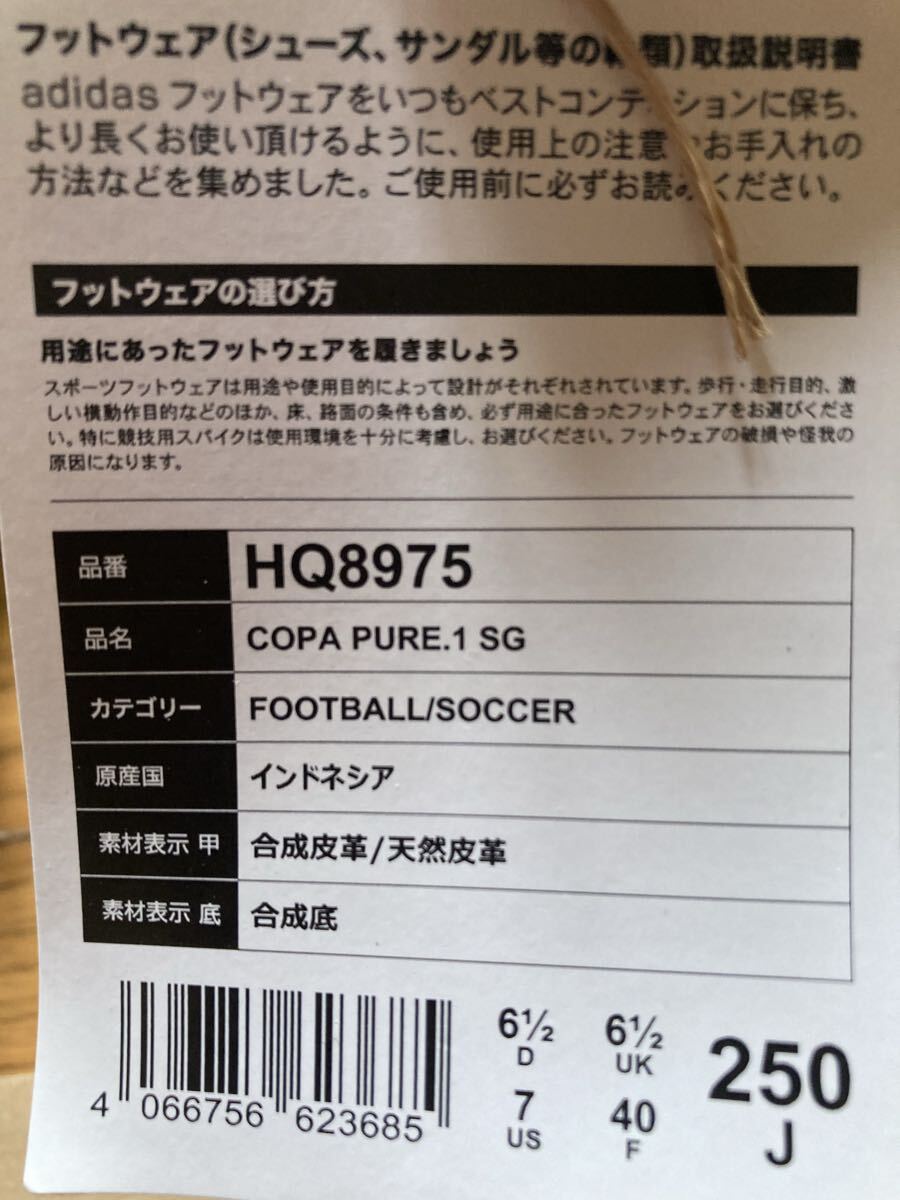 フットウェア(シューズ、サンダル等の 類)取扱説明書
adidas フットウェアをいつもベストコンディションに保ち、
より長くお使い頂けるように、使用上の注意やお手入れの
方法などを集めました。ご使用前に必ずお読みください。
フットウェアの選び方
用途にあったフットウェアを履きましょう
スポーツフットウェアは用途や使用目的によって設計がそれぞれされています。歩行・走行目的、激
しい横動作目的などのほか、床、路面の条件も含め、必ず用途に合ったフットウェアをお選びくださ
い。特に競技用スパイクは使用環境を十分に考慮し、お選びください。フットウェアの破損や怪我の
原因になります。
品番 HQ8975
品名 COPA PURE.1 SG
カテゴリー FOOTBALL/SOCCER
原産国 インドネシア
素材表示 甲 合成皮革/天然皮革
素材表示 底 合成底
6½ 6½ 250
D UK J
7 40
US F
4 066756 623685